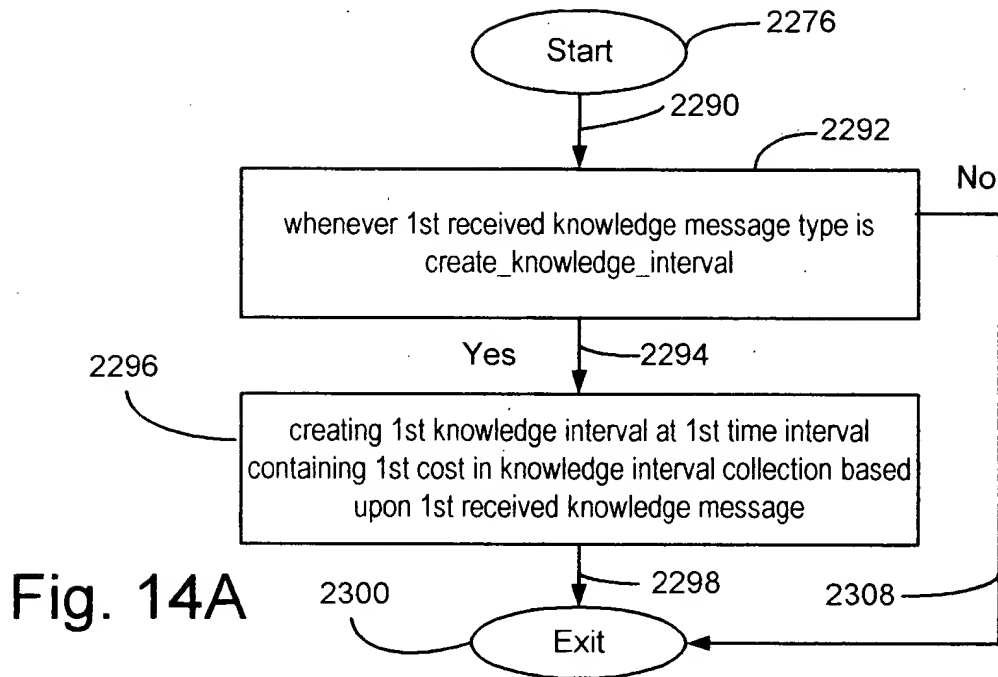 Start
2276
2290
2292
No
whenever 1st received knowledge message type is
create_knowledge_interval
Yes
2294
2296
creating 1st knowledge interval at 1st time interval
containing 1st cost in knowledge interval collection based
upon 1st received knowledge message
2298
Fig. 14A
2300
2308
Exit